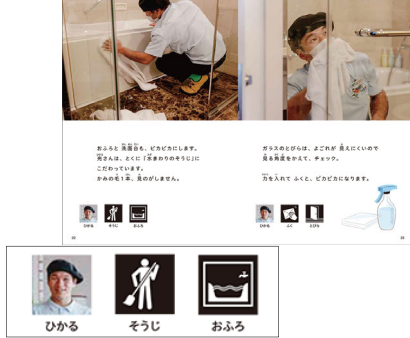 おふろと 洗面台も、ピカピカにします。
光さんは、とくに「水まわりのそうじ」に
こだわっています。
かみの毛1本、見のがしません。
ひかる そうじ おふろ
ガラスのとびらは、よごれが 見えにくいので
見る角度をかえて、チェック。
力を入れて ふくと、ピカピカになります。
ひかる ふく とびら
ひかる そうじ おふろ